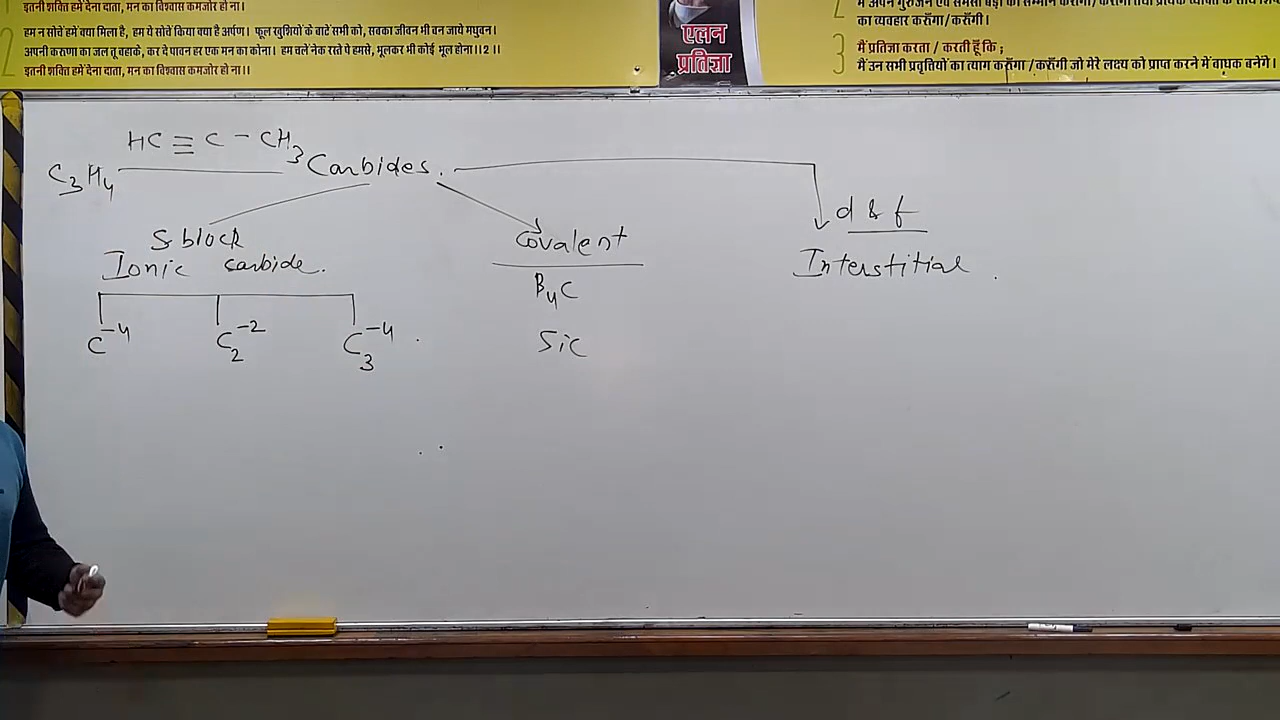 इतनी शक्ति हमें देना दाता, मन का विश्वास कमजोर हो ना।
2
हम न सोचें हमें क्या मिला है, हम ये सोचें किया क्या है अर्पण। फूल खुशियों के बाटें सभी को, सबका जीवन भी बन जाये मधुवन।
अपनी करुणा का जल तू बहाके, कर दे पावन हर एक मन का कोना। हम चलें नेक रस्ते पे हमसे, भूलकर भी कोई भूल हो ना।।2।।
इतनी शक्ति हमें देना दाता, मन का विश्वास कमजोर हो ना।।
एलन
प्रतिज्ञा
2
का व्यवहार करूँगा/करूँगी।
3
मैं प्रतिज्ञा करता / करती हूँ कि ;
मैं उन सभी प्रवृत्तियों का त्याग करूँगा /करूँगी जो मेरे लक्ष्य को प्राप्त करने में बाधक बनेंगे।
HC ≡ C - CH3
C3H4
Carbides.
S block
Ionic carbide.
C-4
C2-2
C3-4 .
Covalent
B4C
SiC
d & f
Interstitial .